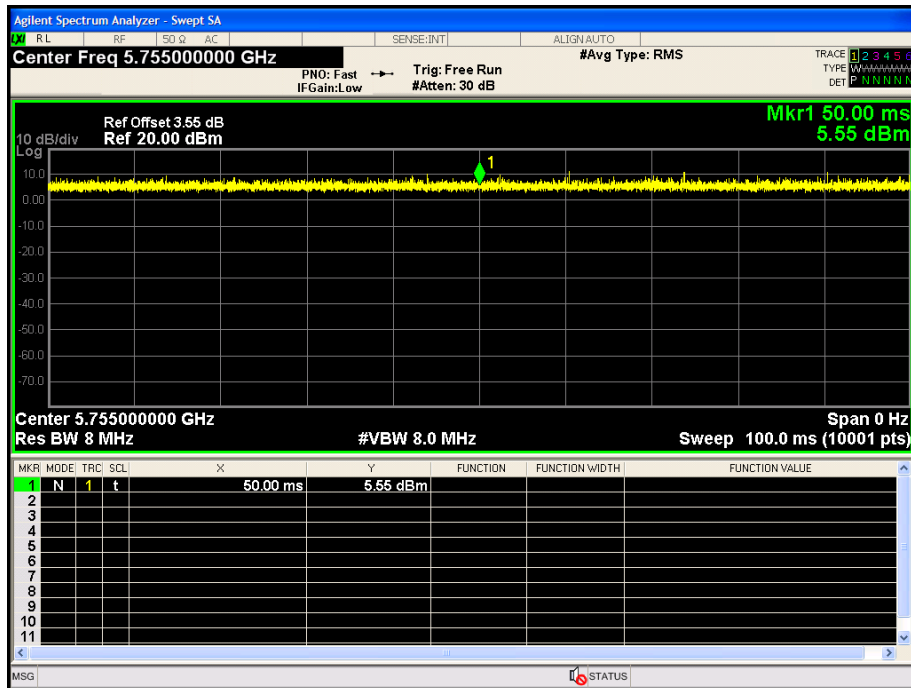 Agilent Spectrum Analyzer - Swept SA
LXI RL RF 50 Ω AC SENSE:INT ALIGN AUTO
Center Freq 5.755000000 GHz #Avg Type: RMS TRACE 1 2 3 4 5 6
PNO: Fast Trig: Free Run TYPE WWWWWW
IFGain:Low #Atten: 30 dB DET P N N N N N
Mkr1 50.00 ms
Ref Offset 3.55 dB
10 dB/div Ref 20.00 dBm 5.55 dBm
Log
1
10.0
0.00
-10.0
-20.0
-30.0
-40.0
-50.0
-60.0
-70.0
Center 5.755000000 GHz Span 0 Hz
Res BW 8 MHz #VBW 8.0 MHz Sweep 100.0 ms (10001 pts)
MKR MODE TRC SCL X Y FUNCTION FUNCTION WIDTH FUNCTION VALUE
1 N 1 t 50.00 ms 5.55 dBm
2
3
4
5
6
7
8
9
10
11
MSG STATUS